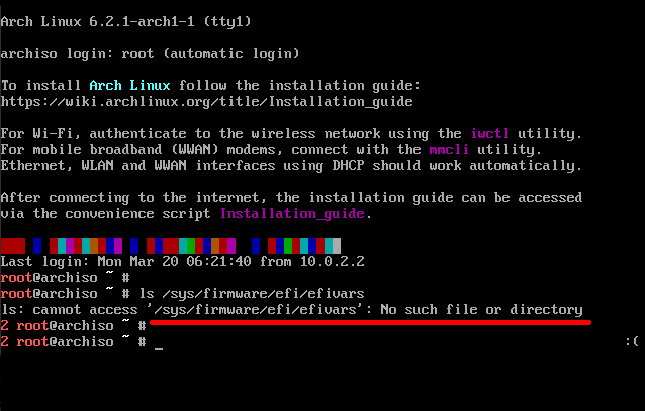 Arch Linux 6.2.1-arch1-1 (tty1)
archiso login: root (automatic login)
To install Arch Linux follow the installation guide:
https://wiki.archlinux.org/title/Installation_guide
For Wi-Fi, authenticate to the wireless network using the iwctl utility.
For mobile broadband (WWAN) modems, connect with the mmcli utility.
Ethernet, WLAN and WWAN interfaces using DHCP should work automatically.
After connecting to the internet, the installation guide can be accessed
via the convenience script Installation_guide.
Last login: Mon Mar 20 06:21:40 from 10.0.2.2
root@archiso ~ #
root@archiso ~ # ls /sys/firmware/efi/efivars
ls: cannot access '/sys/firmware/efi/efivars': No such file or directory
2 root@archiso ~ #
2 root@archiso ~ # _ :(